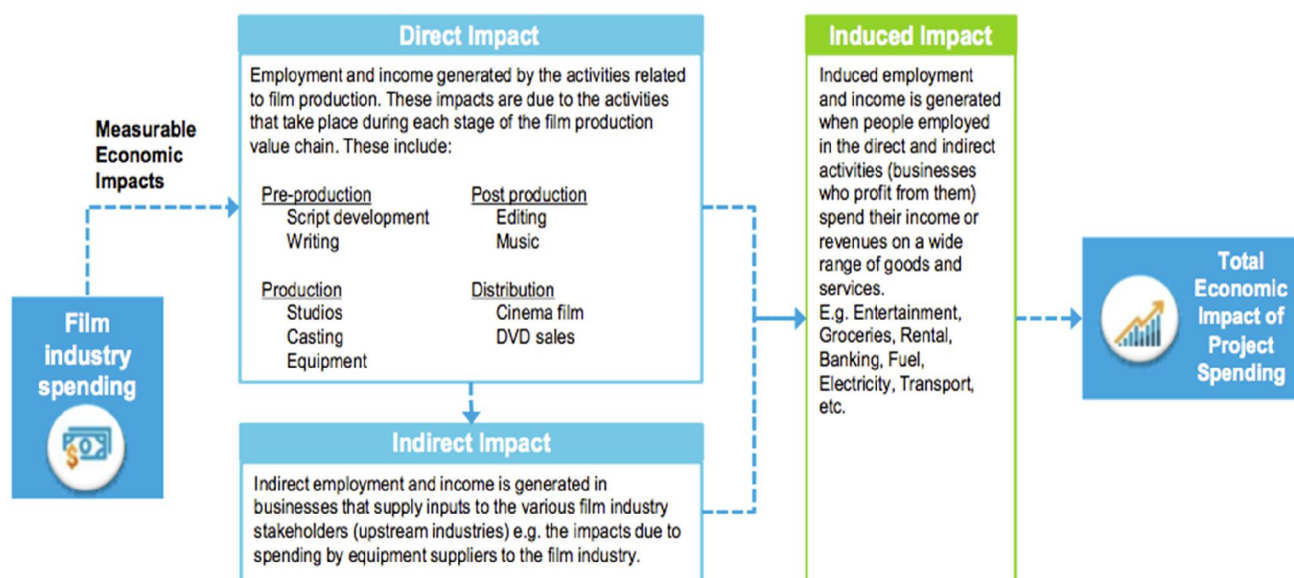 Film
industry
spending
$
Measurable
Economic
Impacts
Direct Impact
Employment and income generated by the activities related
to film production. These impacts are due to the activities
that take place during each stage of the film production
value chain. These include:
Pre-production
Script development
Writing
Post production
Editing
Music
Production
Studios
Casting
Equipment
Distribution
Cinema film
DVD sales
Indirect Impact
Indirect employment and income is generated in
businesses that supply inputs to the various film industry
stakeholders (upstream industries) e.g. the impacts due to
spending by equipment suppliers to the film industry.
Induced Impact
Induced employment
and income is generated
when people employed
in the direct and indirect
activities (businesses
who profit from them)
spend their income or
revenues on a wide
range of goods and
services.
E.g. Entertainment,
Groceries, Rental,
Banking, Fuel,
Electricity, Transport,
etc.
Total
Economic
Impact of
Project
Spending